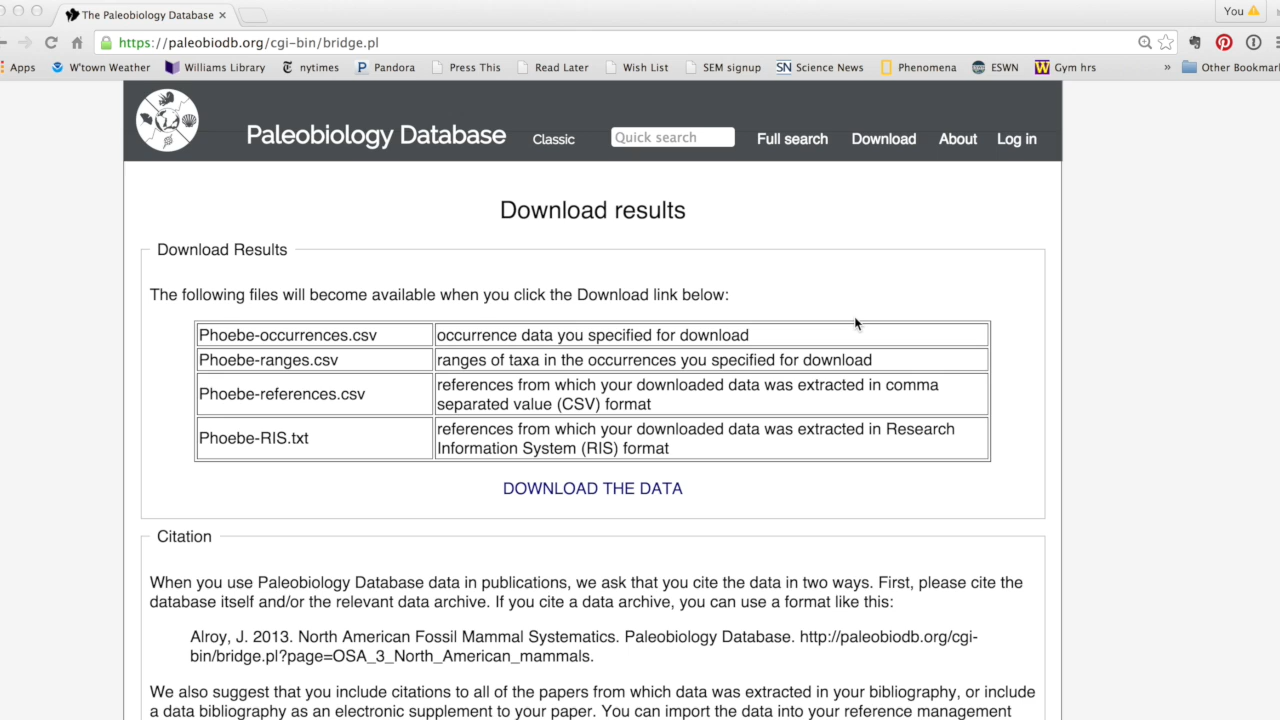 The Paleobiology Database
You
https://paleobiodb.org/cgi-bin/bridge.pl
Apps W'town Weather Williams Library nytimes Pandora Press This Read Later Wish List SEM signup SN Science News Phenomena ESWN W Gym hrs » Other Bookmar
Paleobiology Database Classic Quick search Full search Download About Log in
Download results
Download Results
The following files will become available when you click the Download link below:
Phoebe-occurrences.csv occurrence data you specified for download
Phoebe-ranges.csv ranges of taxa in the occurrences you specified for download
Phoebe-references.csv references from which your downloaded data was extracted in comma
separated value (CSV) format
Phoebe-RIS.txt references from which your downloaded data was extracted in Research
Information System (RIS) format
DOWNLOAD THE DATA
Citation
When you use Paleobiology Database data in publications, we ask that you cite the data in two ways. First, please cite the
database itself and/or the relevant data archive. If you cite a data archive, you can use a format like this:
Alroy, J. 2013. North American Fossil Mammal Systematics. Paleobiology Database. http://paleobiodb.org/cgi-
bin/bridge.pl?page=OSA_3_North_American_mammals.
We also suggest that you include citations to all of the papers from which data was extracted in your bibliography, or include
a data bibliography as an electronic supplement to your paper. You can import the data into your reference management